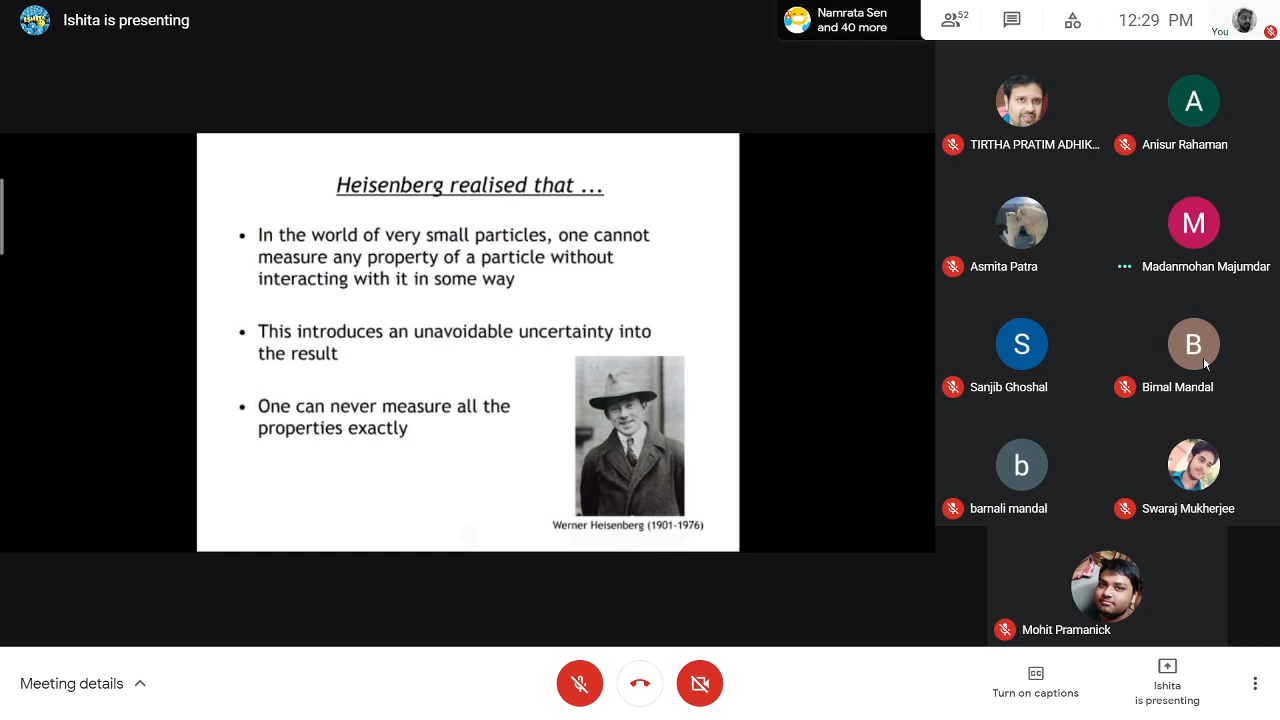 Ishita is presenting
Namrata Sen
and 40 more
52
12:29 PM
You
Heisenberg realised that ...
• In the world of very small particles, one cannot
measure any property of a particle without
interacting with it in some way
• This introduces an unavoidable uncertainty into
the result
• One can never measure all the
properties exactly
Werner Heisenberg (1901-1976)
TIRTHA PRATIM ADHIK...
A
Anisur Rahaman
Asmita Patra
M
Madanmohan Majumdar
S
Sanjib Ghoshal
B
Bimal Mandal
b
barnali mandal
Swaraj Mukherjee
Mohit Pramanick
Meeting details
CC
Turn on captions
Ishita
is presenting